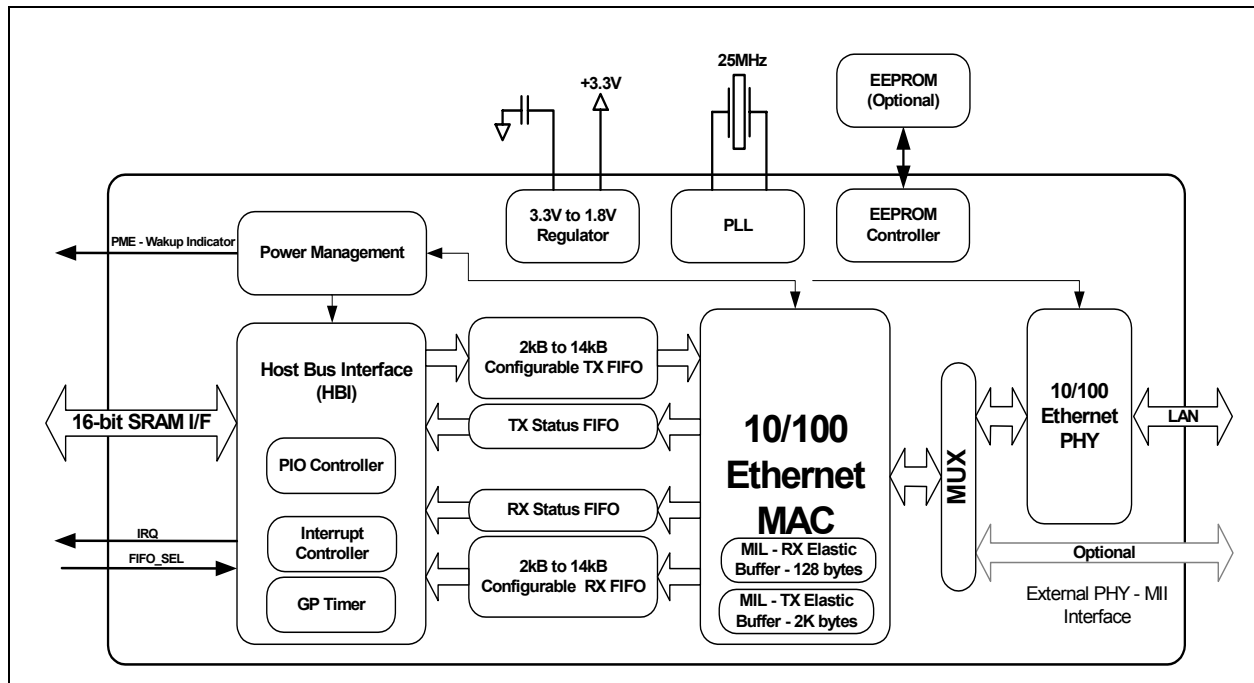 25MHz
+3.3V
EEPROM
(Optional)
3.3V to 1.8V
Regulator
PLL
EEPROM
Controller
PME - Wakup Indicator
Power Management
Host Bus Interface
(HBI)
2kB to 14kB
Configurable TX FIFO
16-bit SRAM I/F
TX Status FIFO
PIO Controller
RX Status FIFO
IRQ
Interrupt
Controller
FIFO_SEL
2kB to 14kB
Configurable RX FIFO
GP Timer
10/100
Ethernet
MAC
MIL - RX Elastic
Buffer - 128 bytes
MIL - TX Elastic
Buffer - 2K bytes
MUX
10/100
Ethernet
PHY
LAN
Optional
External PHY - MII
Interface